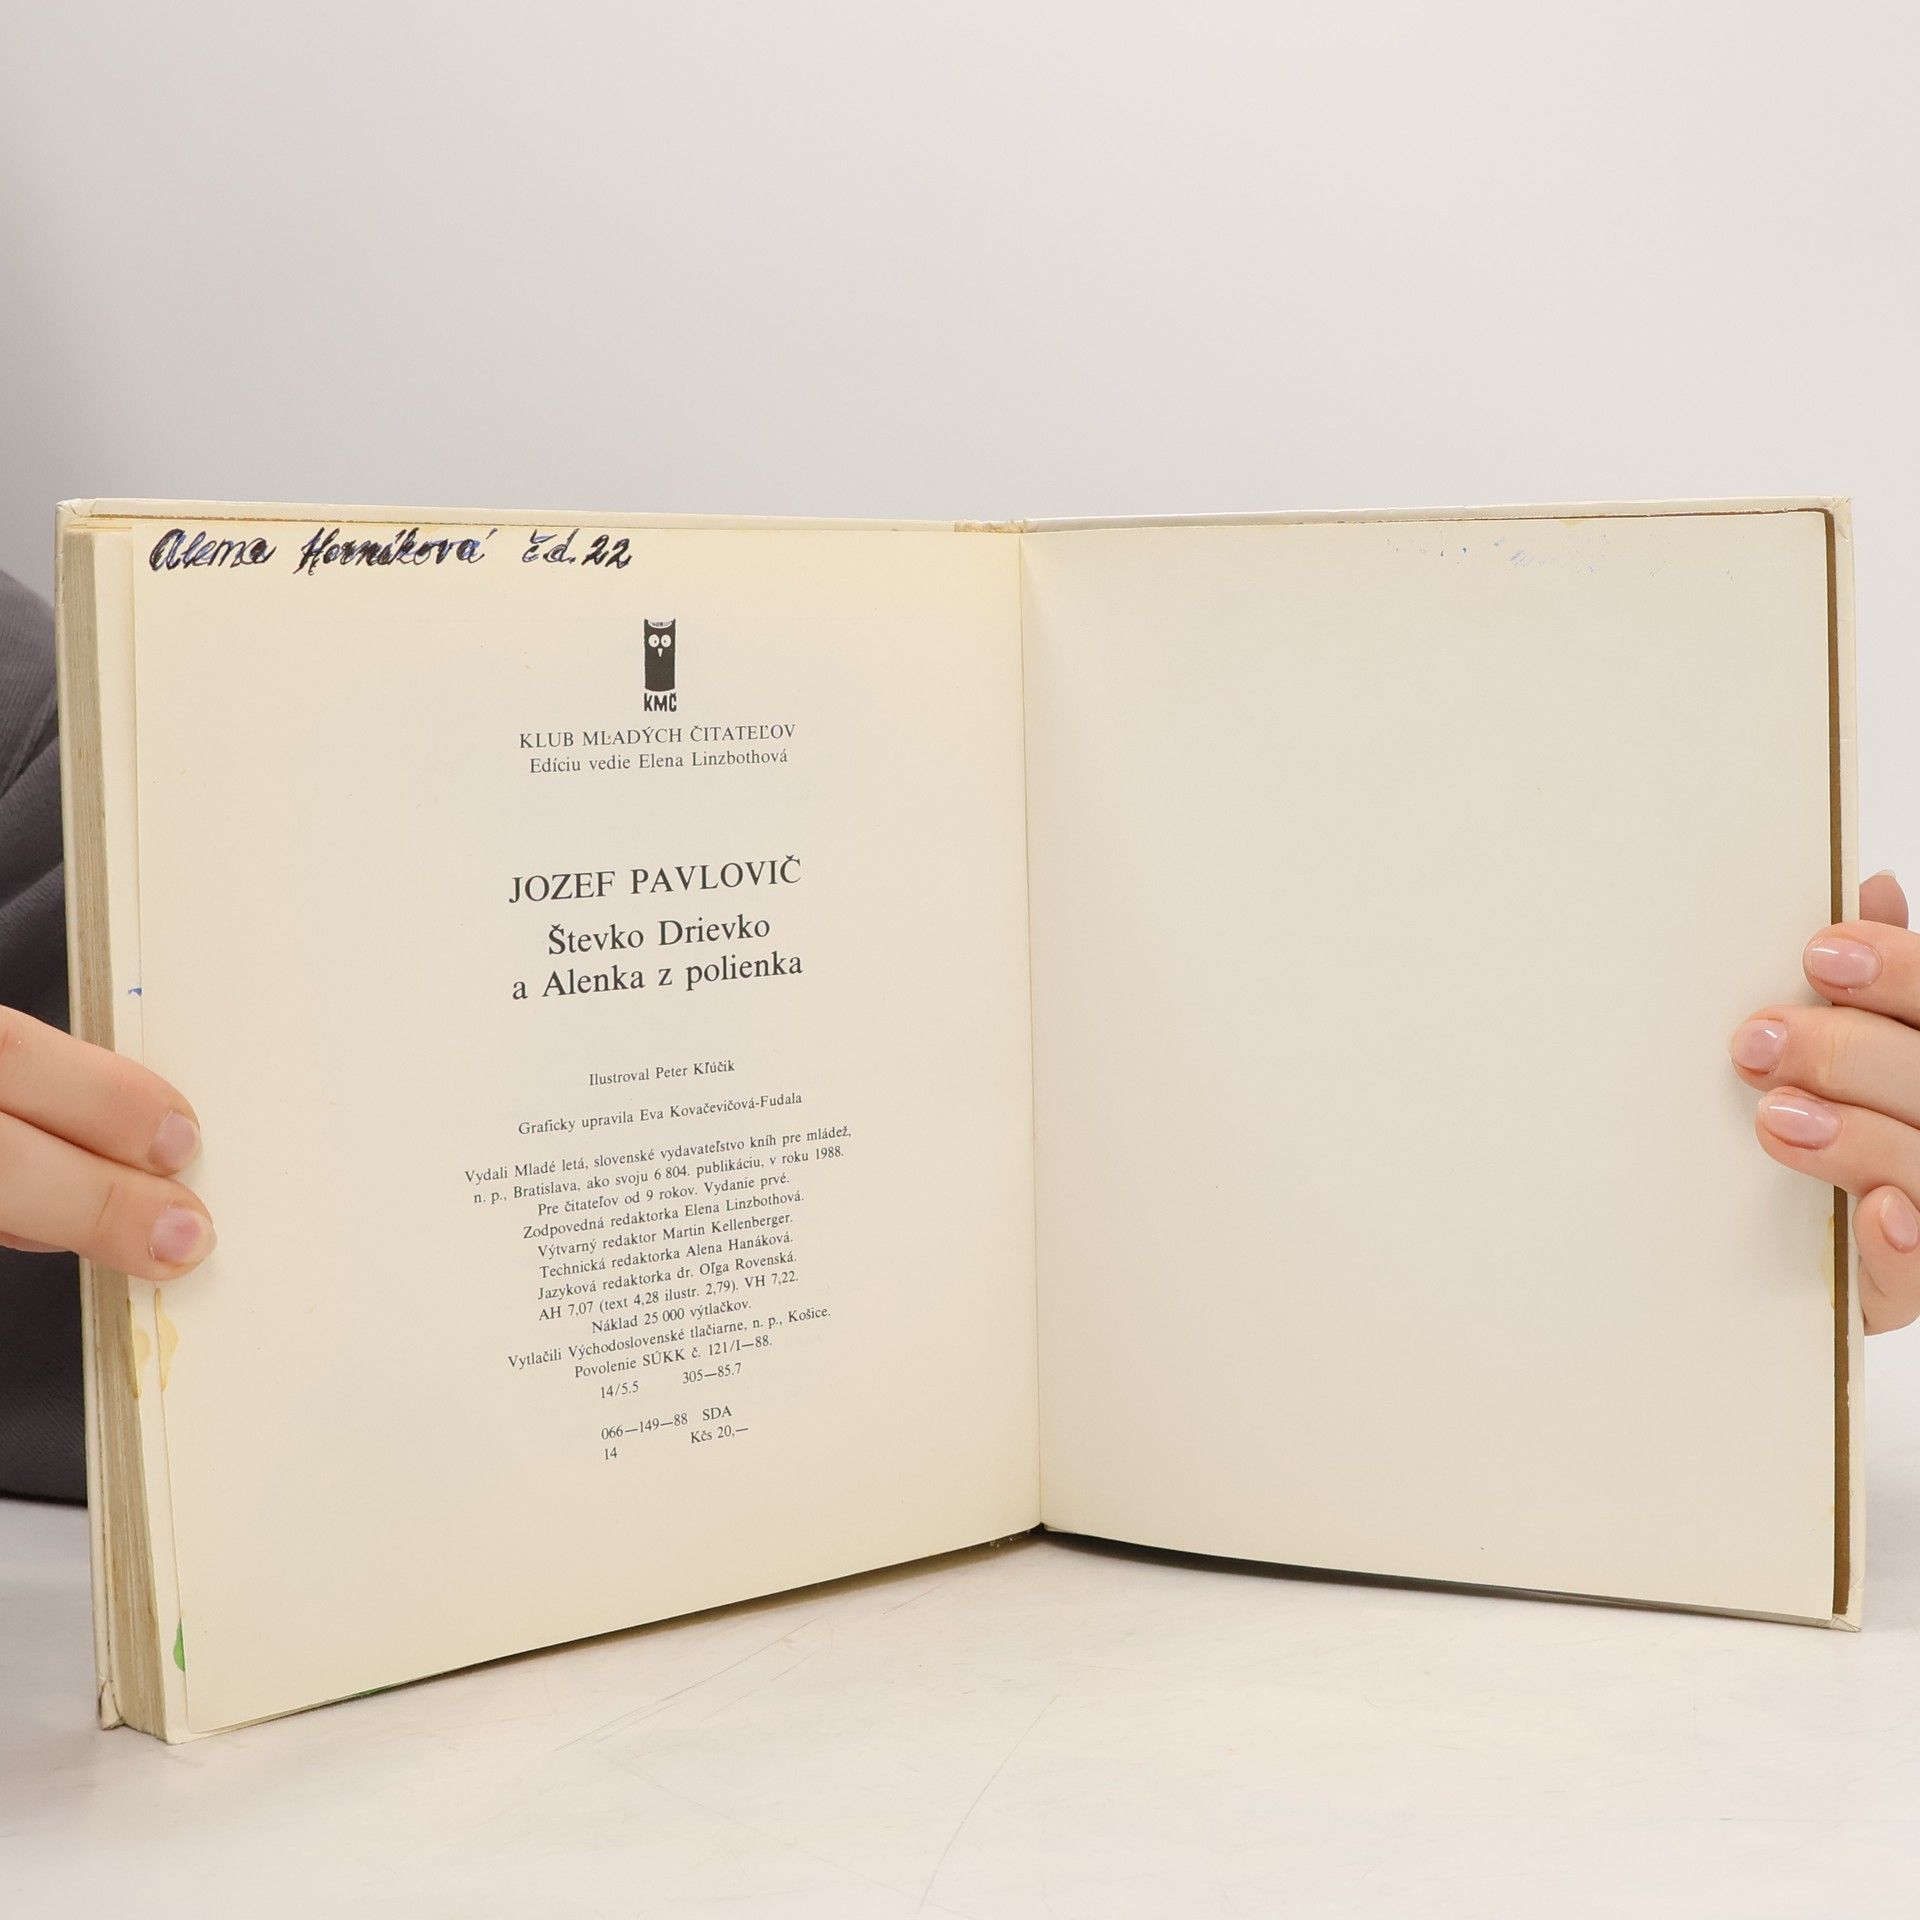 Alena Horníková čd. 22
KMČ
KLUB MLADÝCH ČITATEĽOV
Edíciu vedie Elena Linzbothová
JOZEF PAVLOVIČ
Števko Drievko
a Alenka z polienka
Ilustroval Peter Kľúčik
Graficky upravila Eva Kovačevičová-Fudala
Vydali Mladé letá, slovenské vydavateľstvo kníh pre mládež,
n. p., Bratislava, ako svoju 6 804. publikáciu, v roku 1988.
Pre čitateľov od 9 rokov. Vydanie prvé.
Zodpovedná redaktorka Elena Linzbothová.
Výtvarný redaktor Martin Kellenberger.
Technická redaktorka Alena Hanáková.
Jazyková redaktorka dr. Oľga Rovenská.
AH 7,07 (text 4,28 ilustr. 2,79). VH 7,22.
Náklad 25 000 výtlačkov.
Vytlačili Východoslovenské tlačiarne, n. p., Košice.
Povolenie SÚKK č. 121/I—88.
14/5.5 305—85.7
066—149—88 SDA
14 Kčs 20,—